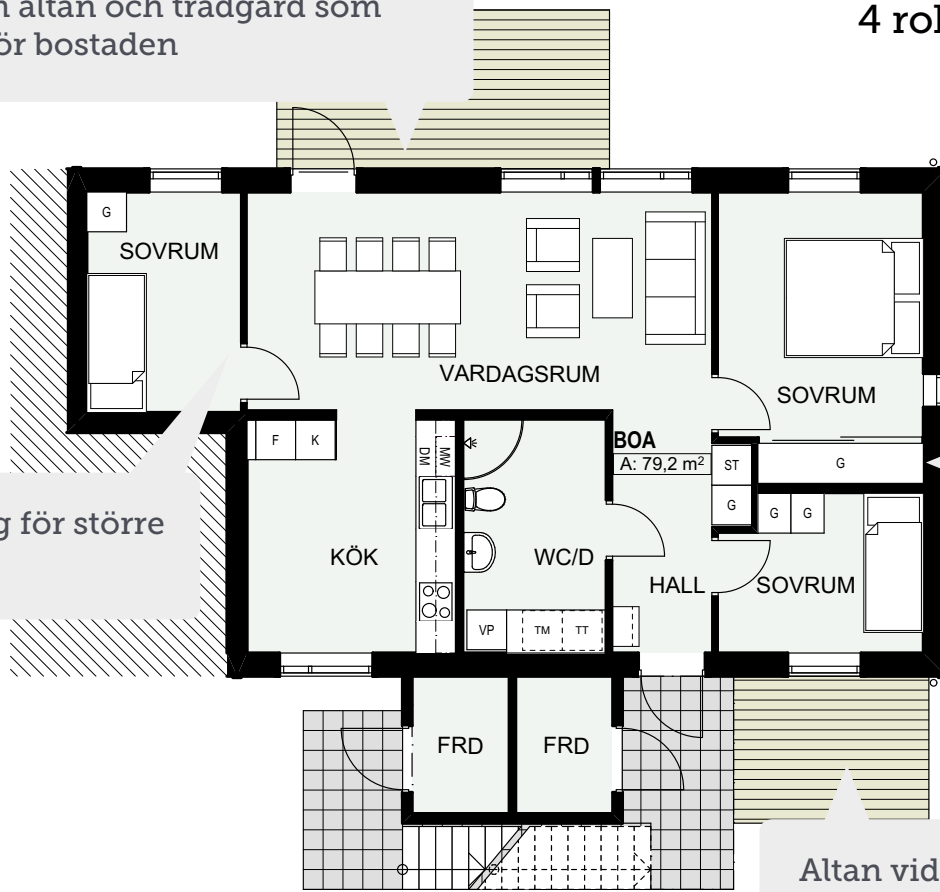 altan och trädgård som
ör bostaden
4 rok
G
SOVRUM
VARDAGSRUM
SOVRUM
BOA
A: 79,2 m²
F K
DM MW
ST
G
G
G G
g för större
KÖK
WC/D
HALL
SOVRUM
VP TM TT
FRD
FRD
Altan vid